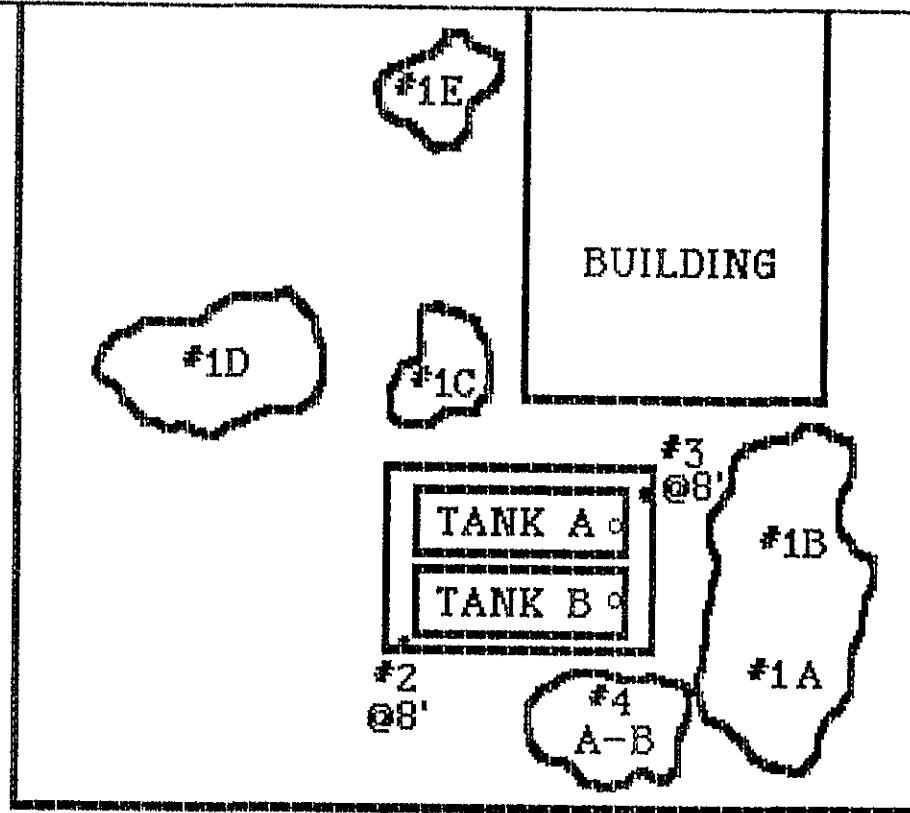 #1E
BUILDING
#1D
#1C
#3
@8'
TANK A
#1B
TANK B
#2
@8'
#1A
#4
A-B